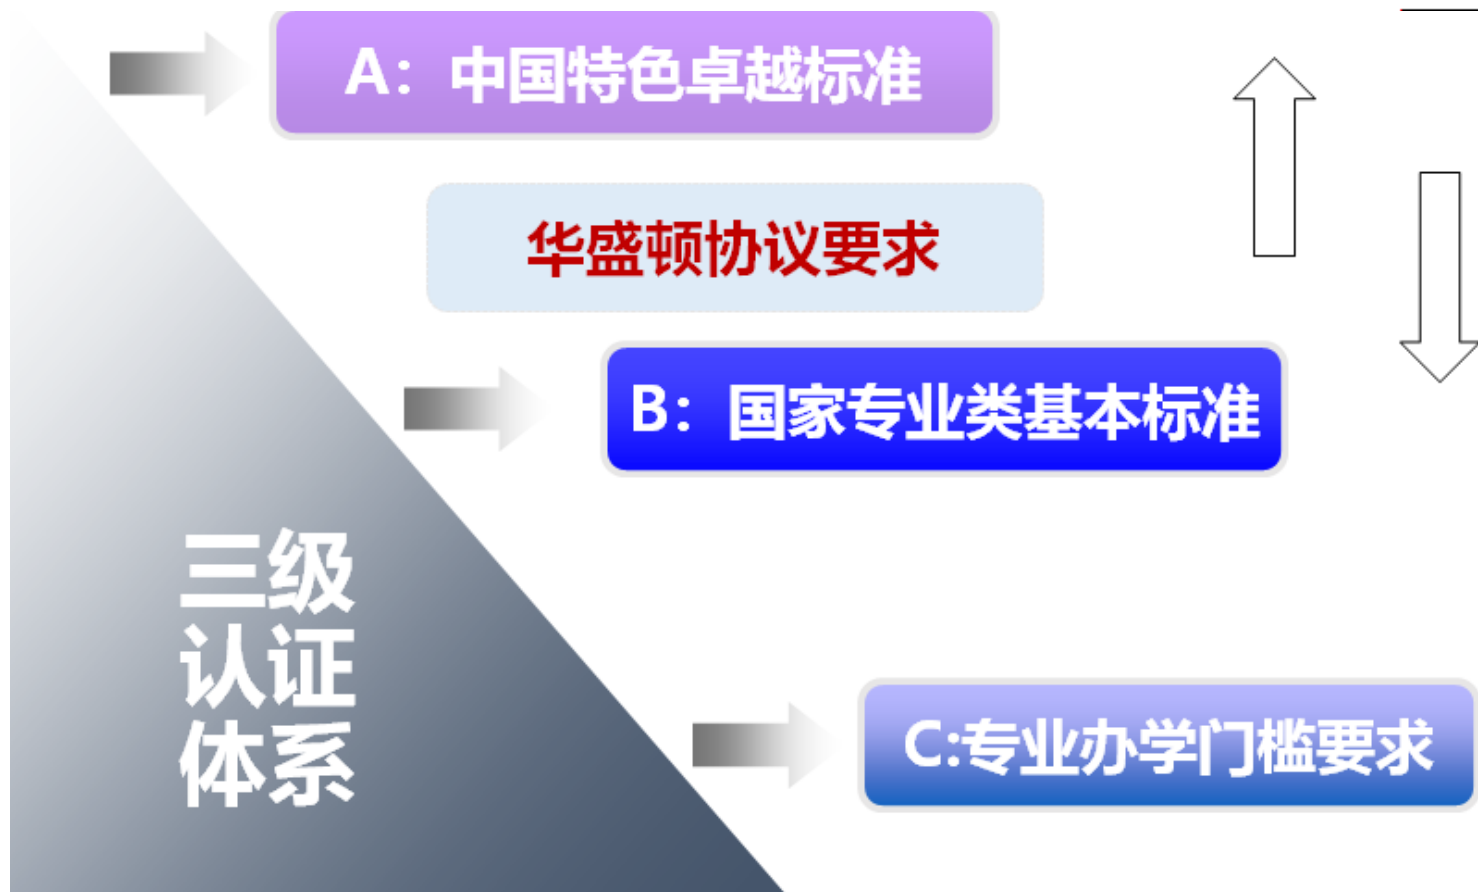 A：中国特色卓越标准
华盛顿协议要求
B：国家专业类基本标准
三级
认证
体系
C:专业办学门槛要求